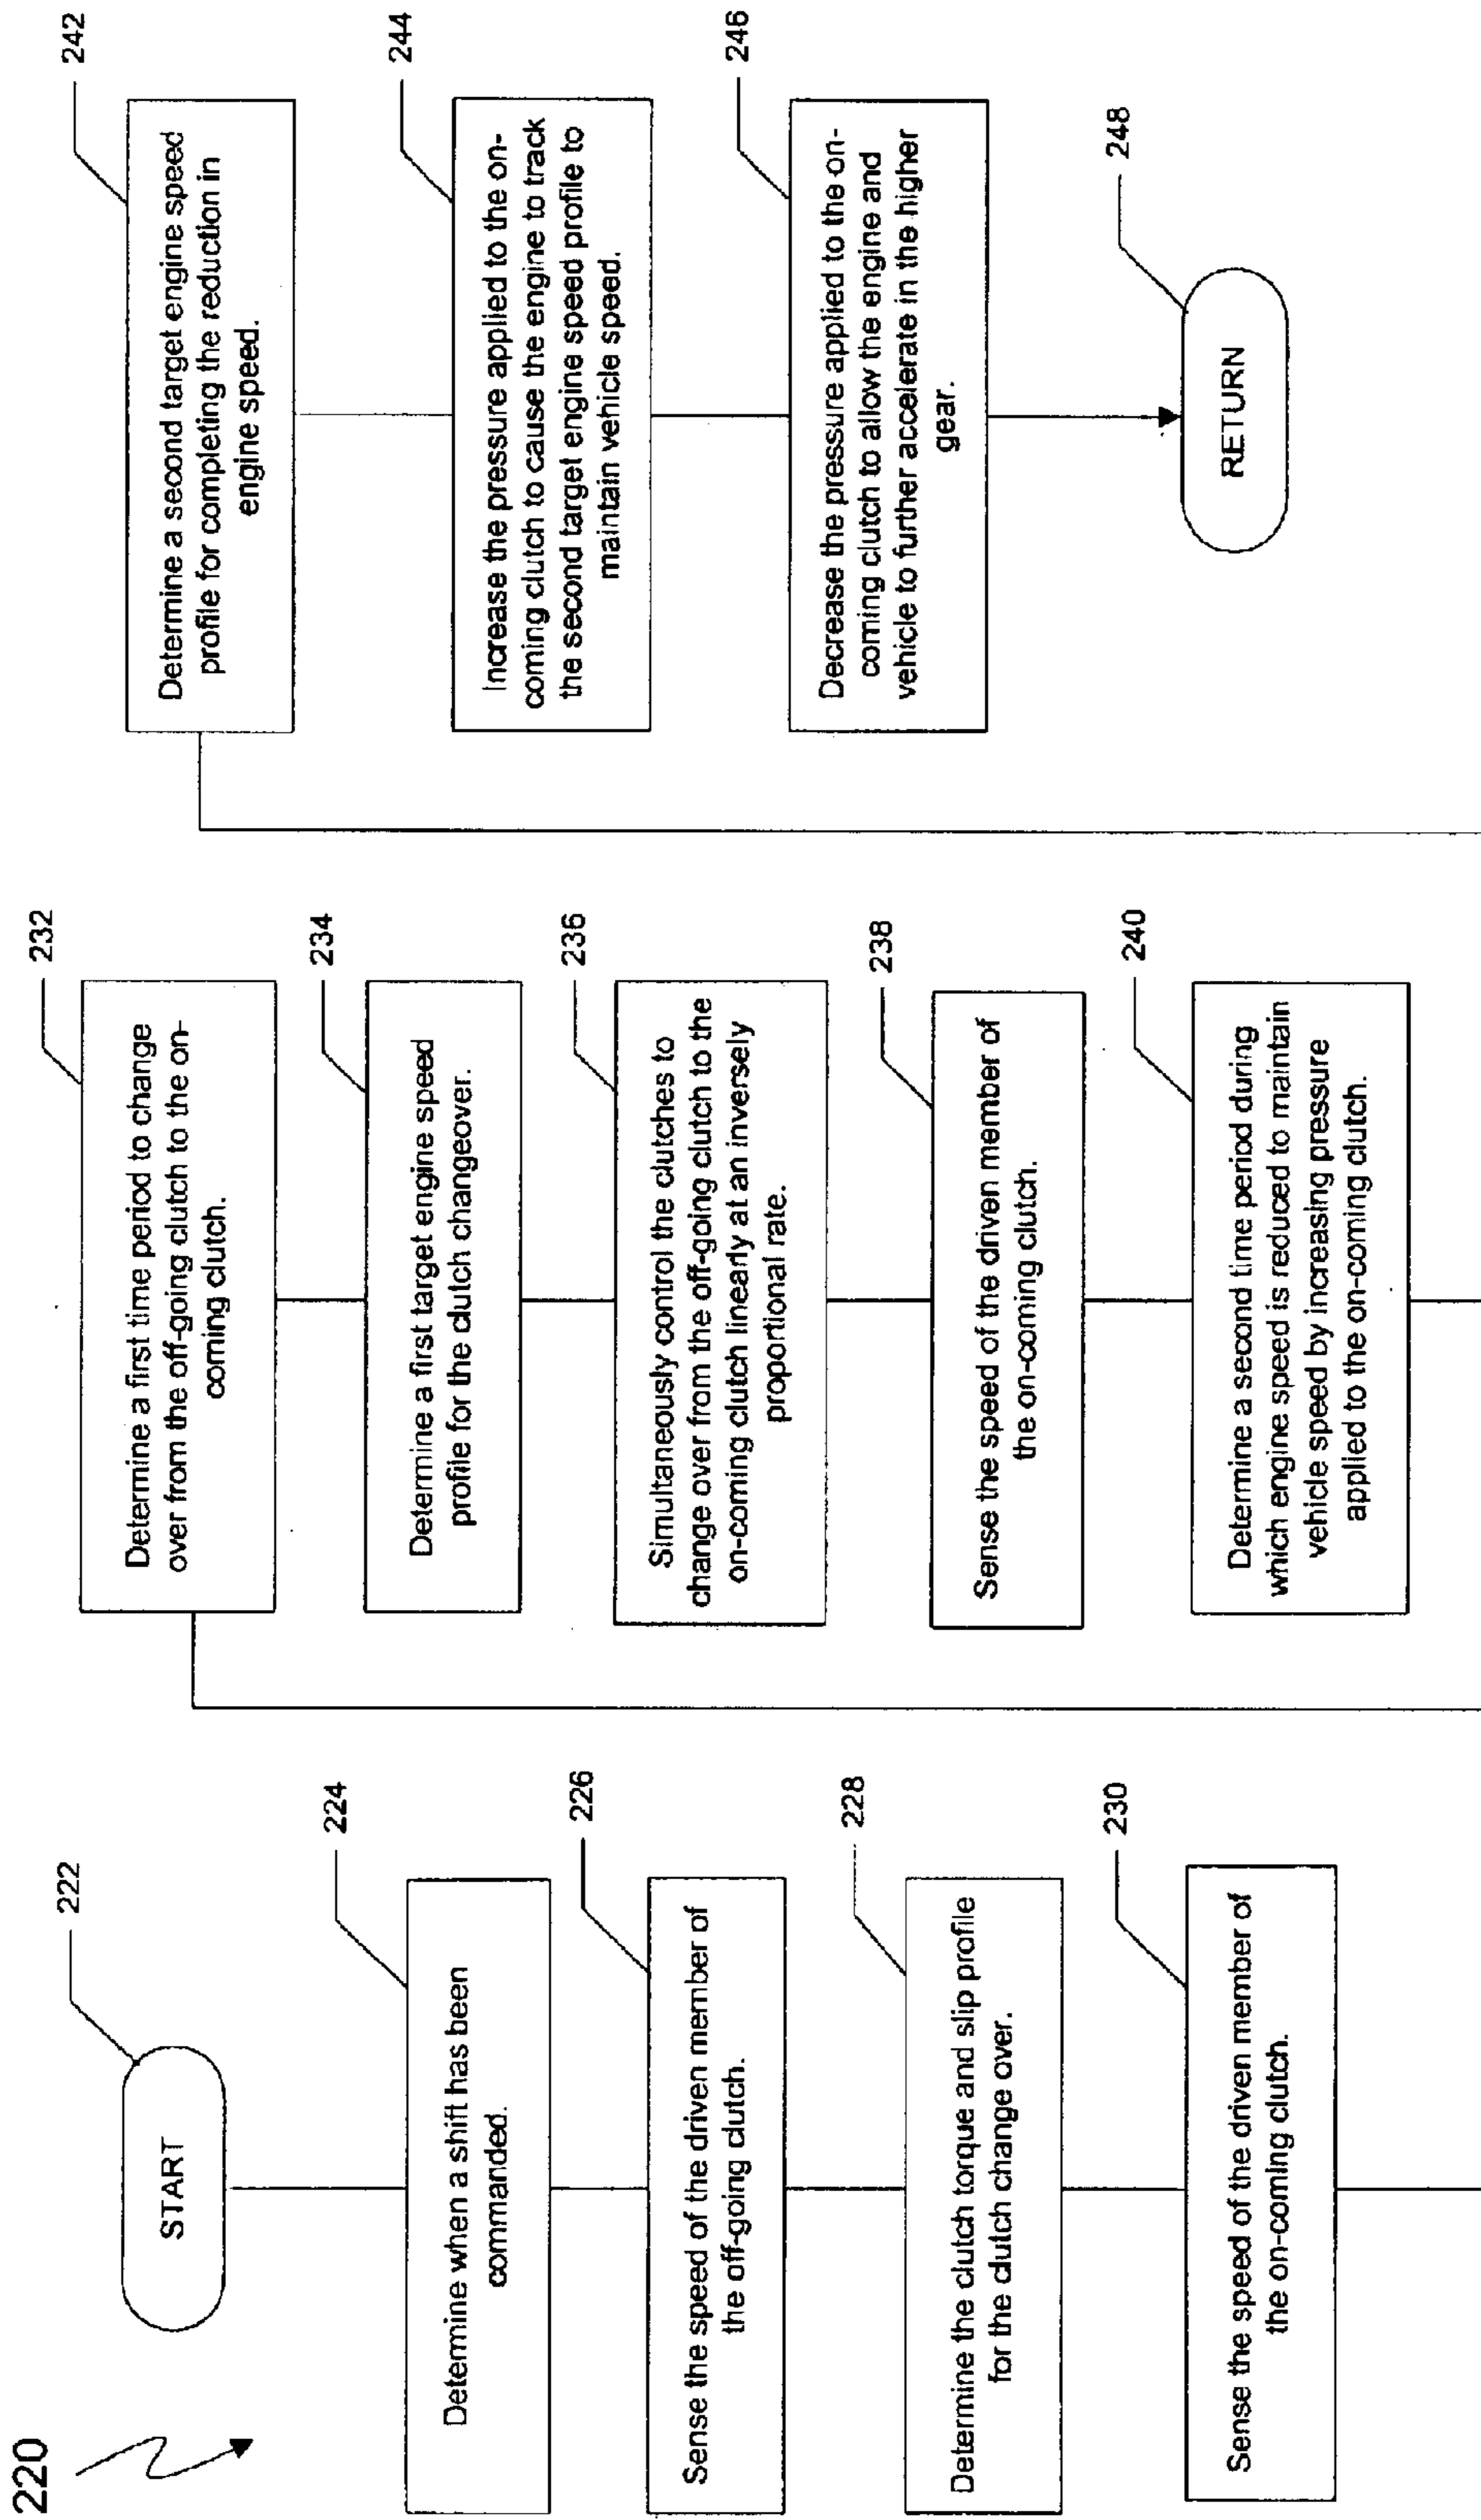 220
START
222
Determine when a shift has been
commanded.
224
Sense the speed of the driven member of
the off-going clutch.
226
Determine the clutch torque and slip profile
for the clutch change over.
228
Sense the speed of the driven member of
the on-coming clutch.
230
Determine a first time period to change
over from the off-going clutch to the on-
coming clutch.
232
Determine a first target engine speed
profile for the clutch changeover.
234
Simultaneously control the clutches to
change over from the off-going clutch to the
on-coming clutch linearly at an inversely
proportional rate.
236
Sense the speed of the driven member of
the on-coming clutch.
238
Determine a second time period during
which engine speed is reduced to maintain
vehicle speed by increasing pressure
applied to the on-coming clutch.
240
Determine a second target engine speed
profile for completing the reduction in
engine speed.
242
Increase the pressure applied to the on-
coming clutch to cause the engine to track
the second target engine speed profile to
maintain vehicle speed.
244
Decrease the pressure applied to the on-
coming clutch to allow the engine and
vehicle to further accelerate in the higher
gear.
246
RETURN
248